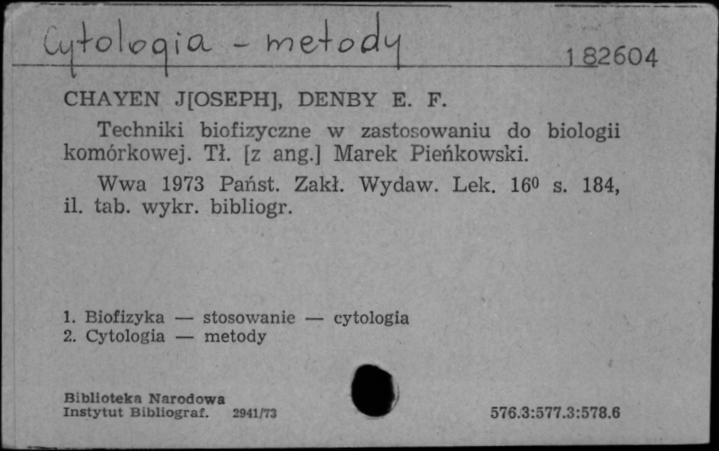 Cytologia - metody
182604
CHAYEN J[OSEPH], DENBY E. F.
Techniki biofizyczne w zastosowaniu do biologii
komórkowej. Tł. [z ang.] Marek Pieńkowski.
Wwa 1973 Państ. Zakł. Wydaw. Lek. 16⁰ s. 184,
il. tab. wykr. bibliogr.
1. Biofizyka — stosowanie — cytologia
2. Cytologia — metody
Biblioteka Narodowa
Instytut Bibliograf. 2941/73
576.3:577.3:578.6